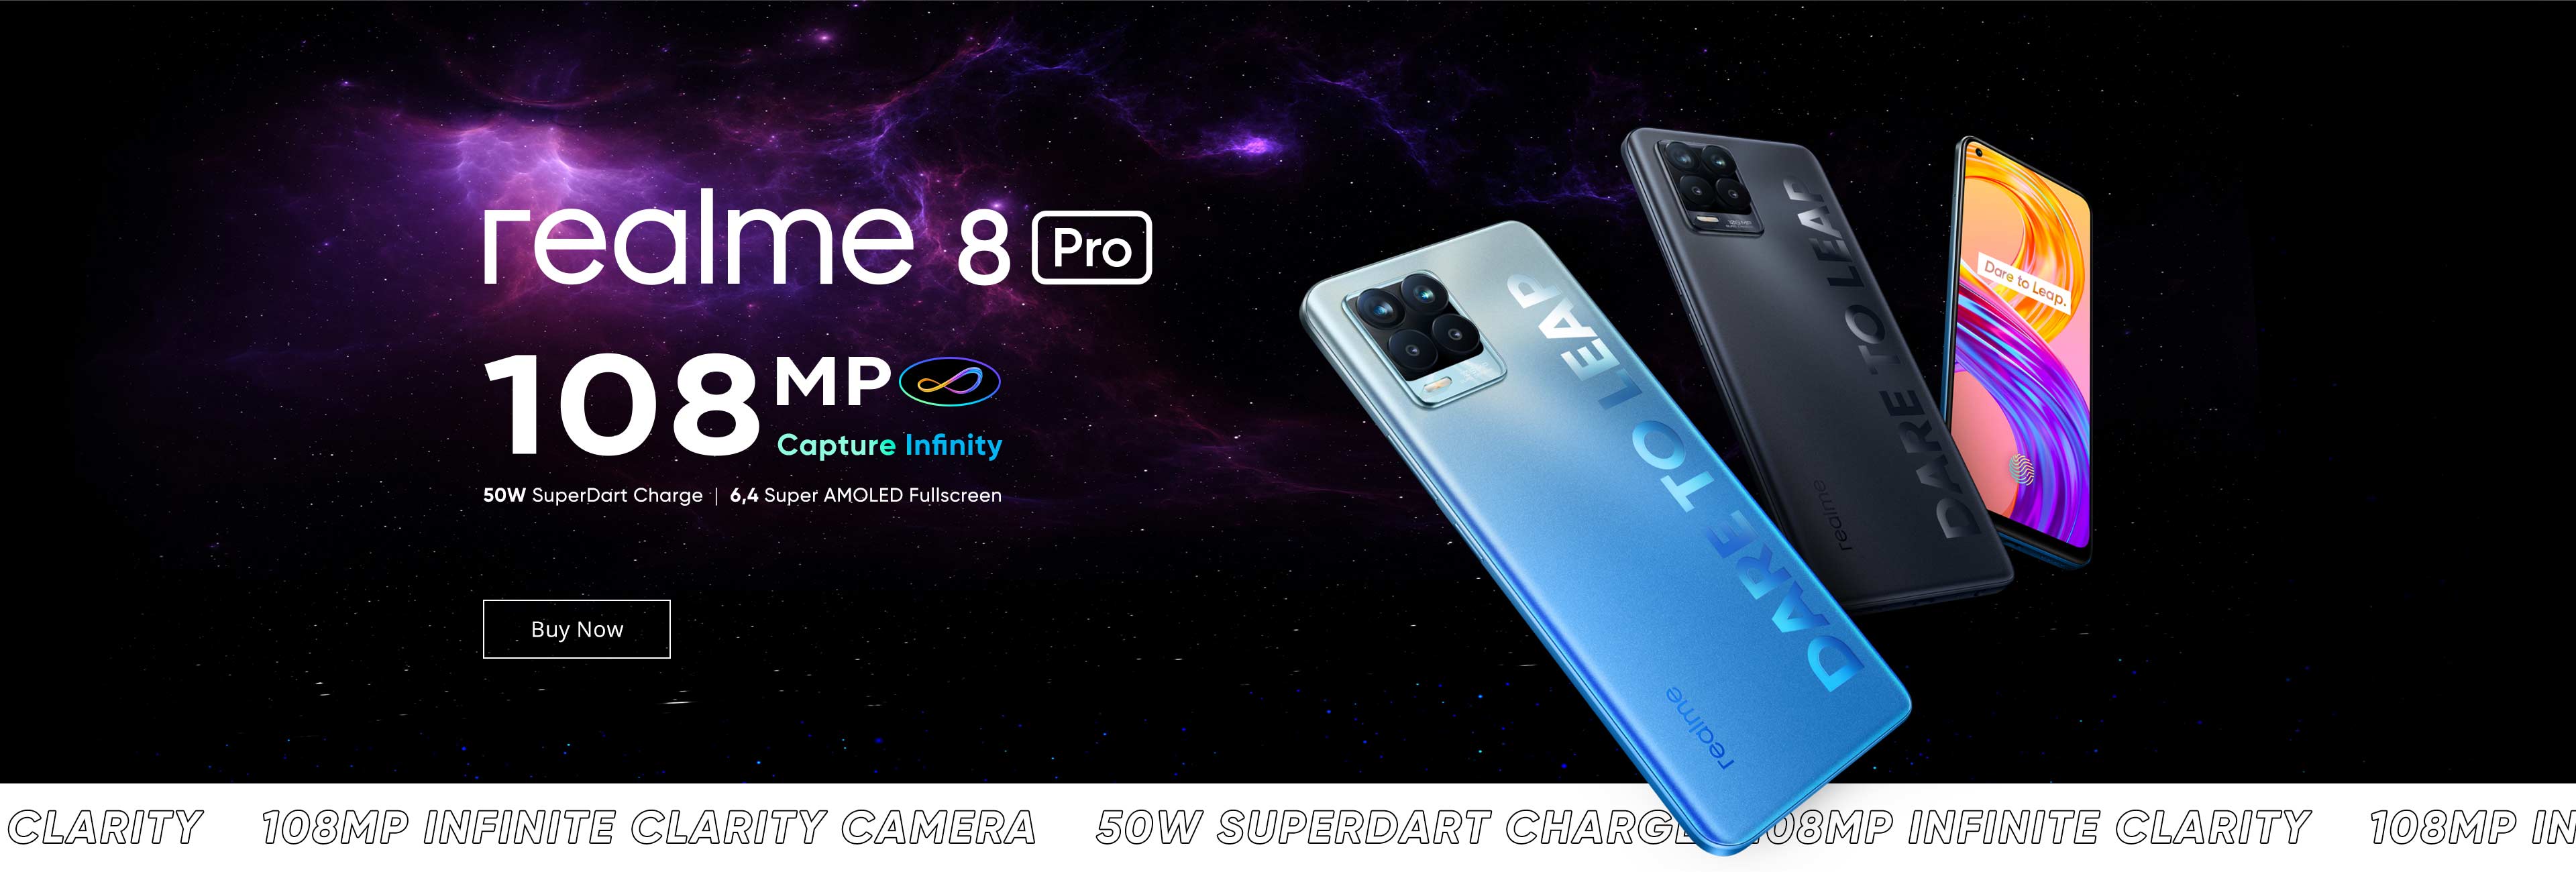 realme 8 Pro
108 MP
Capture Infinity
50W SuperDart Charge | 6,4 Super AMOLED Fullscreen
Buy Now
DARE TO LEAP
realme
DARE TO LEAP
realme
Dare to Leap.
CLARITY 108MP INFINITE CLARITY CAMERA 50W SUPERDART CHARGE 108MP INFINITE CLARITY 108MP IN